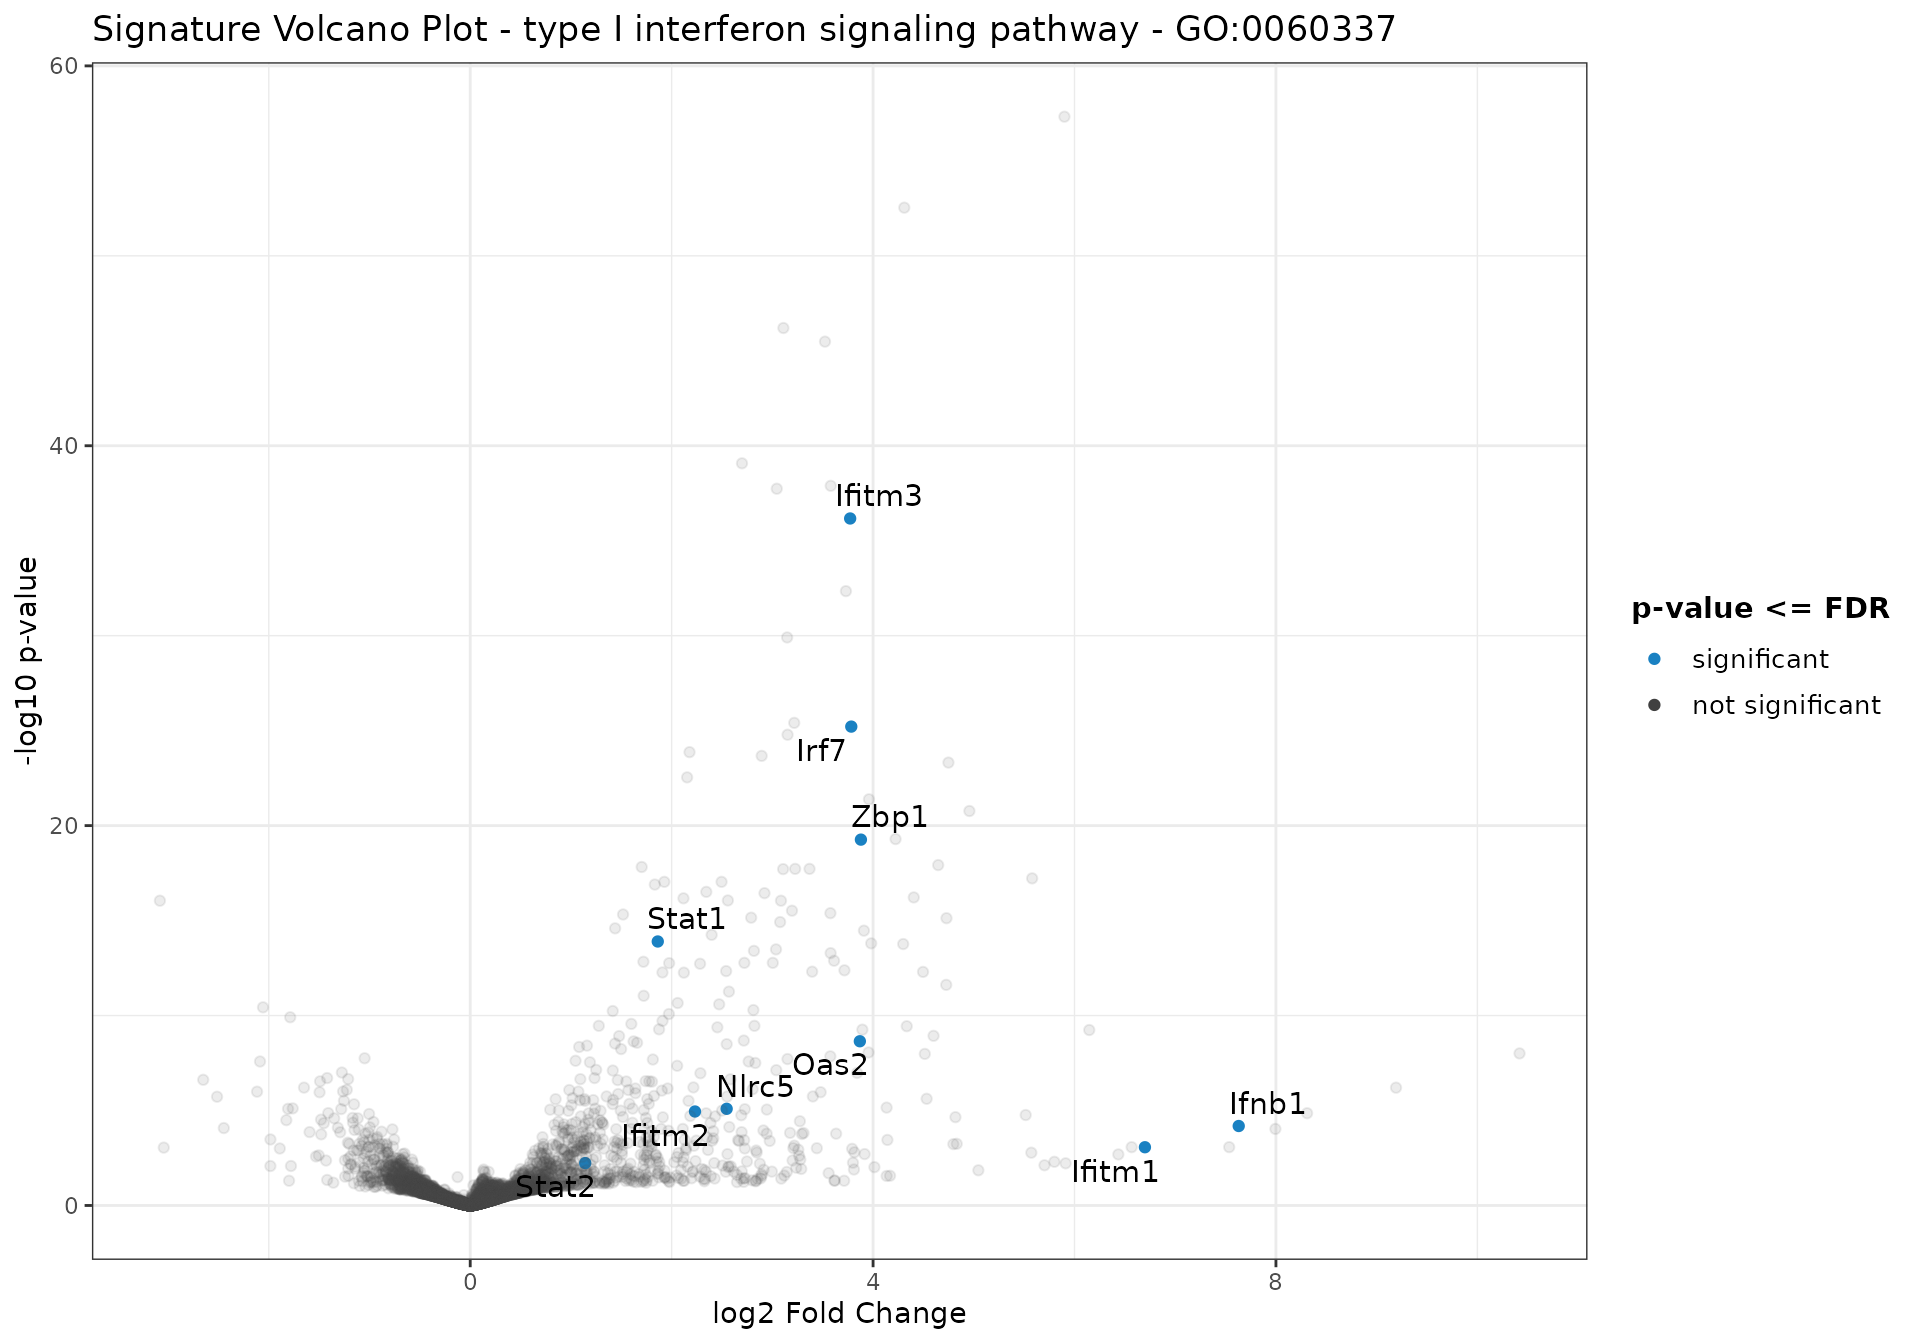 Signature Volcano Plot - type I interferon signaling pathway - GO:0060337
60
40
20
0
-log10 p-value
Ifitm3
Irf7
Zbp1
Stat1
Oas2
Nlrc5
Ifnb1
Ifitm2
Ifitm1
Stat2
0
4
8
log2 Fold Change
p-value <= FDR
significant
not significant